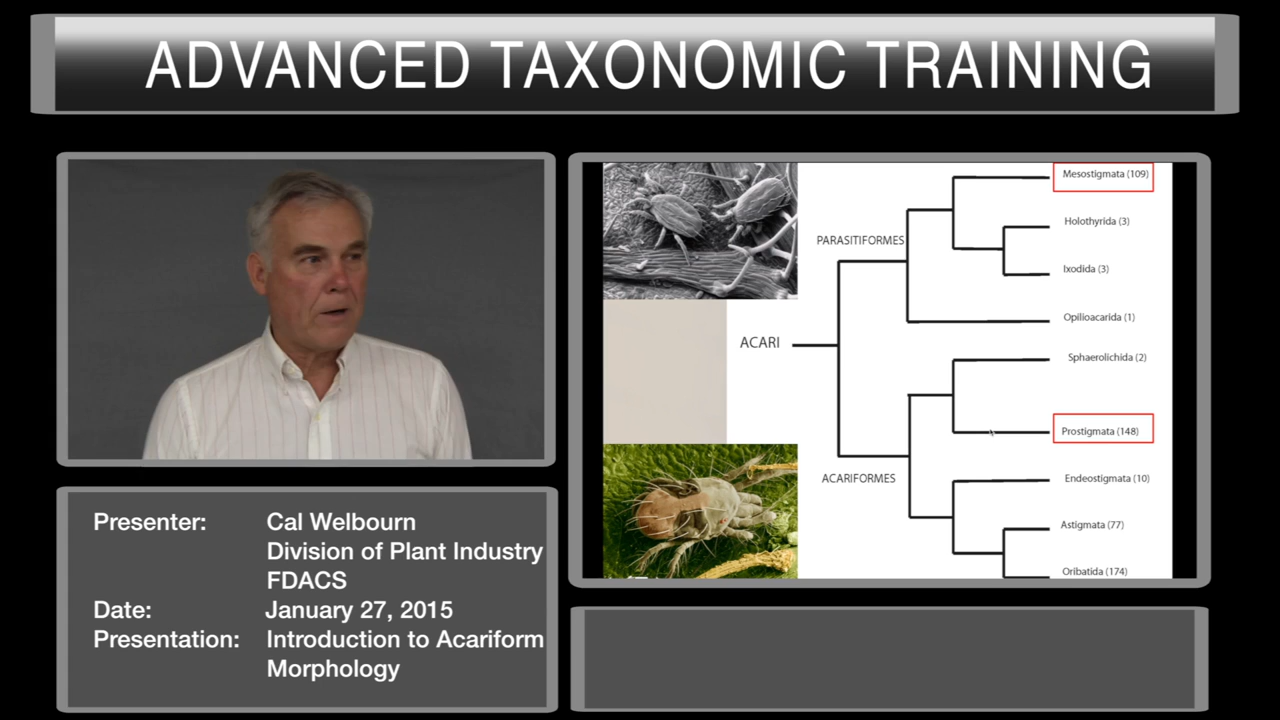 ADVANCED TAXONOMIC TRAINING
Presenter: Cal Welbourn
Division of Plant Industry
FDACS
Date: January 27, 2015
Presentation: Introduction to Acariform
Morphology
Mesostigmata (109)
Holothyrida (3)
PARASITIFORMES
Ixodida (3)
Opilioacarida (1)
ACARI
Sphaerolichida (2)
Prostigmata (148)
ACARIFORMES
Endeostigmata (10)
Astigmata (77)
Oribatida (174)